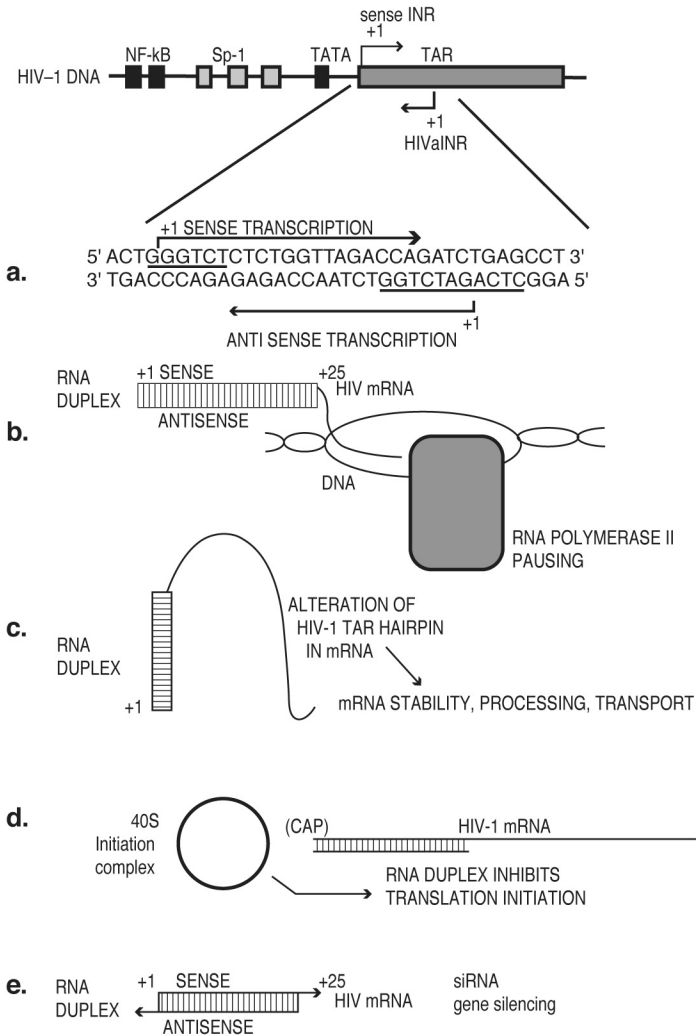 sense INR
+1
NF-kB Sp-1 TATA TAR
HIV–1 DNA
+1
HIVaINR
a.
+1 SENSE TRANSCRIPTION
5' ACTGGGTCTCTCTGGTTAGACCAGATCTGAGCCT 3'
3' TGACCCAGAGAGACCAATCTGGTCTAGACTCGGA 5'
+1
ANTI SENSE TRANSCRIPTION
b.
RNA
DUPLEX
+1 SENSE
+25
HIV mRNA
ANTISENSE
DNA
RNA POLYMERASE II
PAUSING
c.
RNA
DUPLEX
+1
ALTERATION OF
HIV-1 TAR HAIRPIN
IN mRNA
mRNA STABILITY, PROCESSING, TRANSPORT
d.
40S
Initiation
complex
(CAP)
HIV-1 mRNA
RNA DUPLEX INHIBITS
TRANSLATION INITIATION
e.
RNA
DUPLEX
+1 SENSE +25
HIV mRNA
ANTISENSE
siRNA
gene silencing